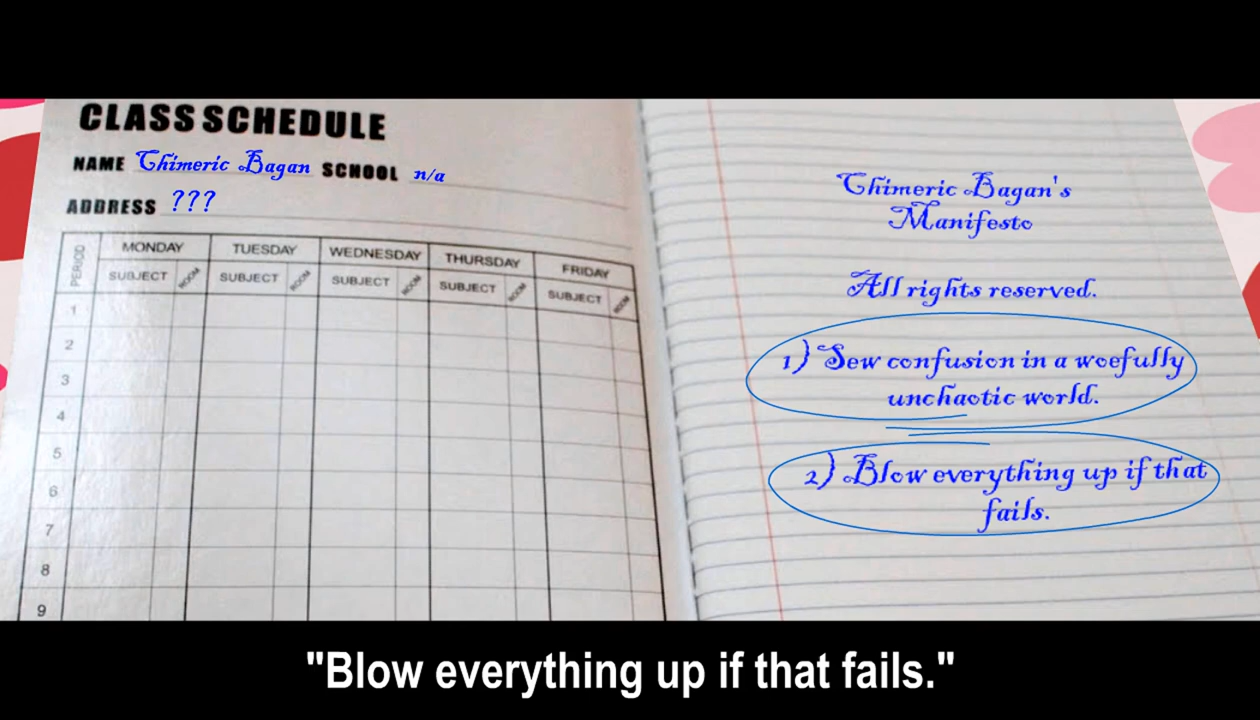 CLASS SCHEDULE
NAME Chimeric Bagan SCHOOL n/a
ADDRESS ???
PERIOD MONDAY TUESDAY WEDNESDAY THURSDAY FRIDAY
SUBJECT ROOM SUBJECT ROOM SUBJECT ROOM SUBJECT ROOM SUBJECT ROOM
1
2
3
4
5
6
7
8
9
Chimeric Bagan's
Manifesto
All rights reserved.
1) Sew confusion in a woefully
unchaotic world.
2) Blow everything up if that
fails.
"Blow everything up if that fails."